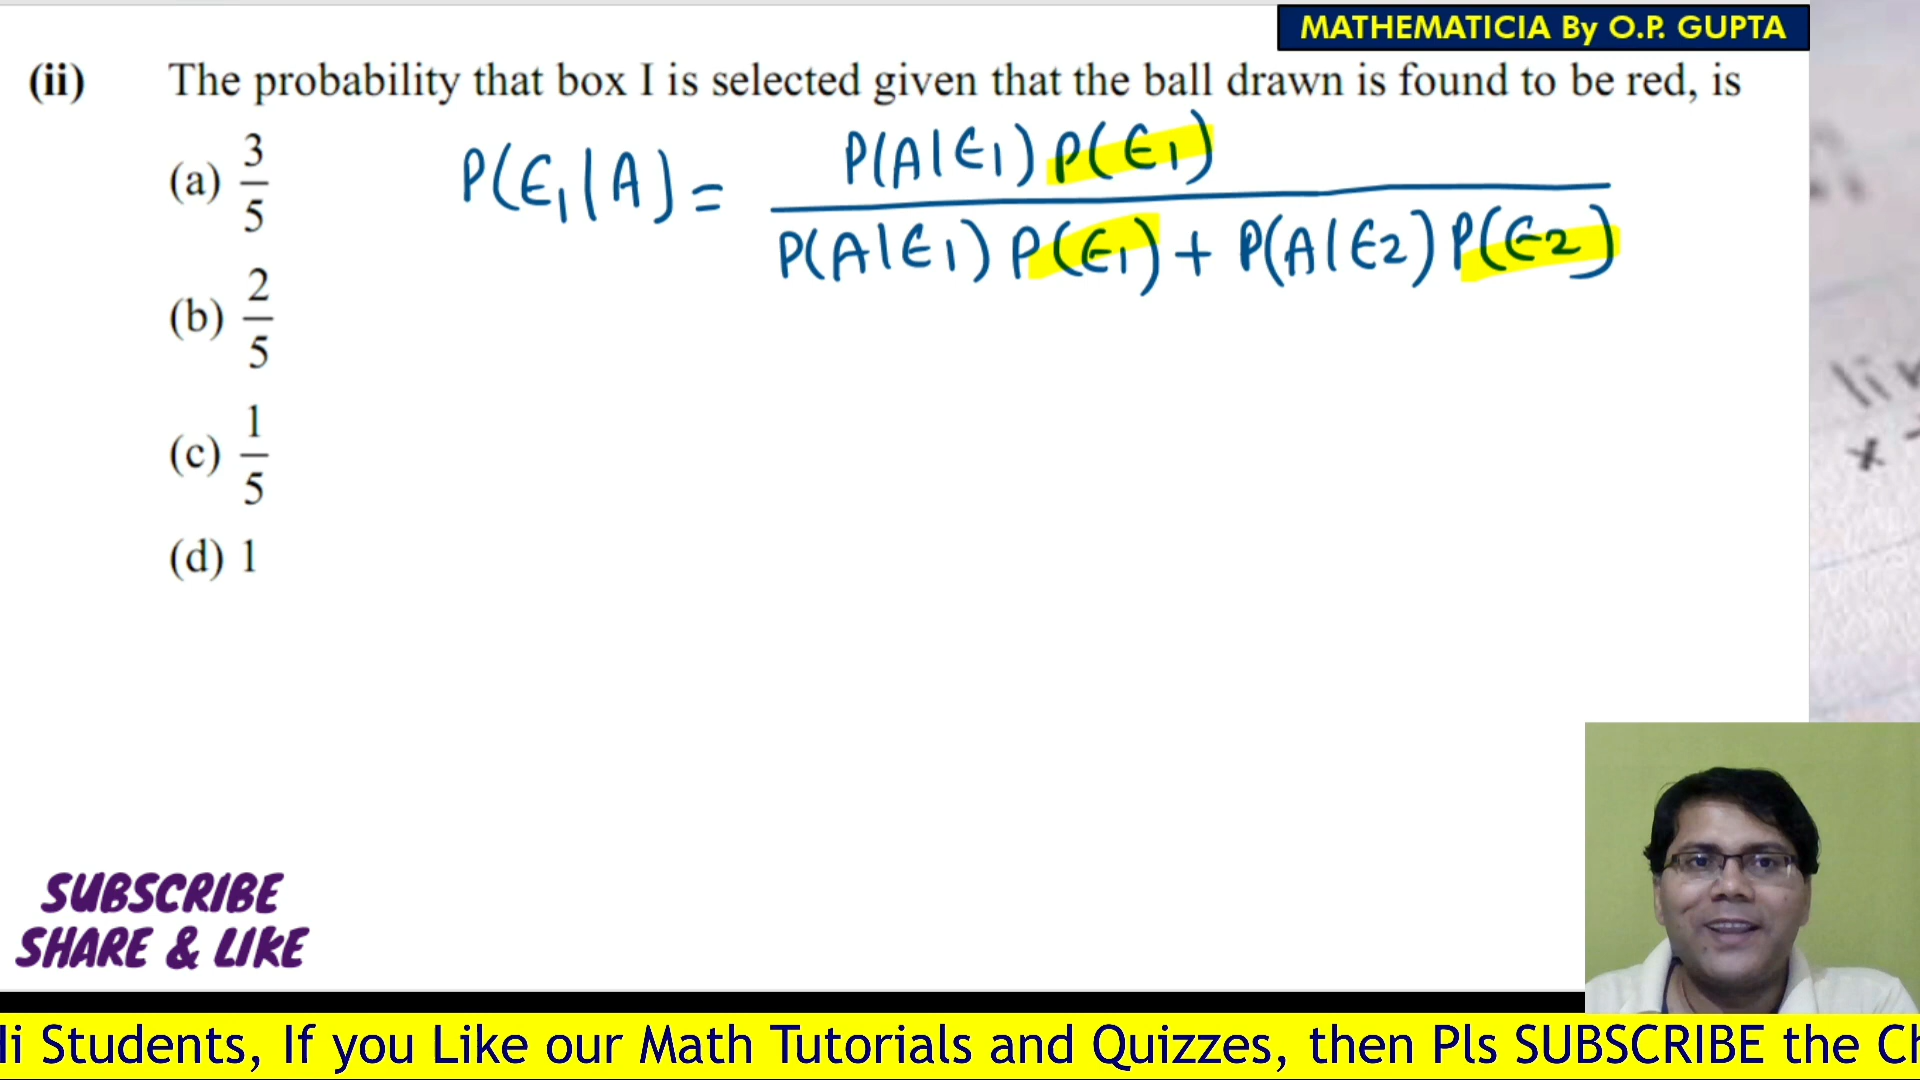 MATHEMATICIA By O.P. GUPTA
(ii) The probability that box I is selected given that the ball drawn is found to be red, is
(a) 3/5
P(E₁|A) = P(A|E₁) P(E₁) / P(A|E₁) P(E₁) + P(A|E2) P(E2)
(b) 2/5
(c) 1/5
(d) 1
SUBSCRIBE
SHARE & LIKE
Hi Students, If you Like our Math Tutorials and Quizzes, then Pls SUBSCRIBE the